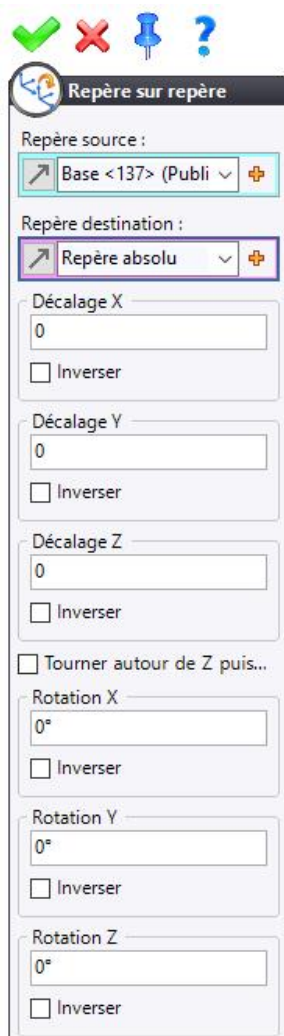 ?
Repère sur repère
Repère source :
Base <137> (Publi
Repère destination :
Repère absolu
Décalage X
0
Inverser
Décalage Y
0
Inverser
Décalage Z
0
Inverser
Tourner autour de Z puis...
Rotation X
0°
Inverser
Rotation Y
0°
Inverser
Rotation Z
0°
Inverser